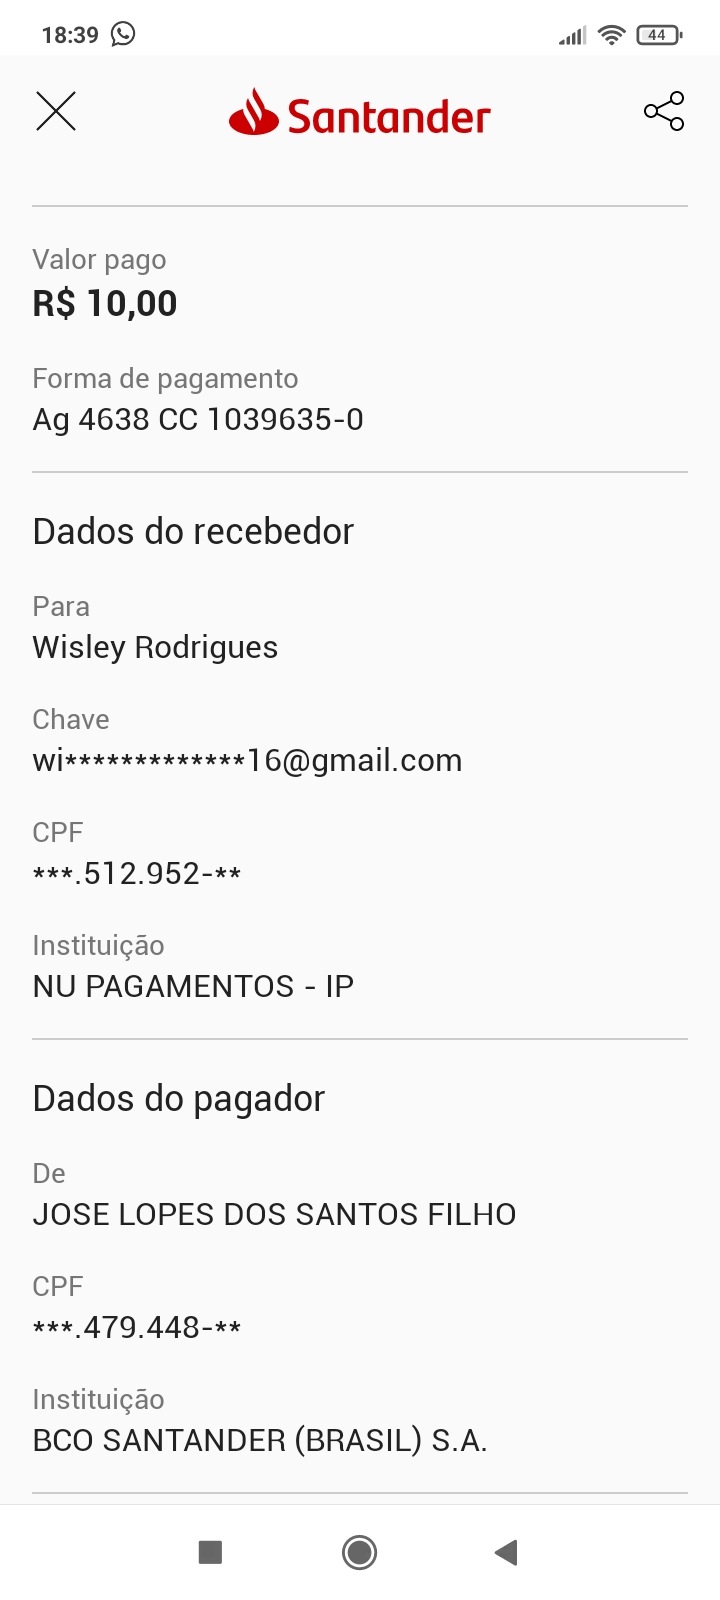 18:39
44
Santander
Valor pago
R$ 10,00
Forma de pagamento
Ag 4638 CC 1039635-0
Dados do recebedor
Para
Wisley Rodrigues
Chave
wi*************16@gmail.com
CPF
***.512.952-**
Instituição
NU PAGAMENTOS - IP
Dados do pagador
De
JOSE LOPES DOS SANTOS FILHO
CPF
***.479.448-**
Instituição
BCO SANTANDER (BRASIL) S.A.